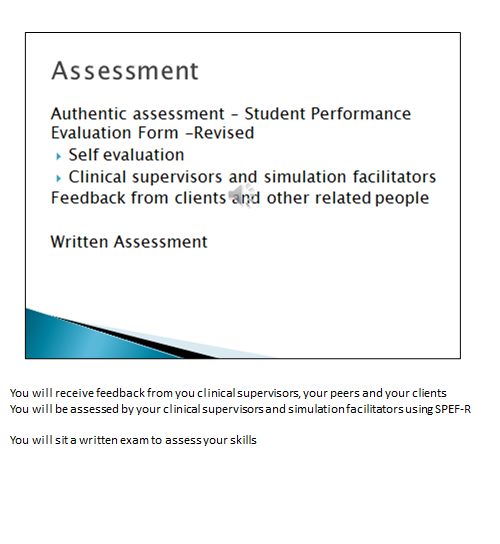 Assessment
Authentic assessment – Student Performance
Evaluation Form –Revised
Self evaluation
Clinical supervisors and simulation facilitators
Feedback from clients and other related people
Written Assessment
You will receive feedback from you clinical supervisors, your peers and your clients
You will be assessed by your clinical supervisors and simulation facilitators using SPEF-R
You will sit a written exam to assess your skills